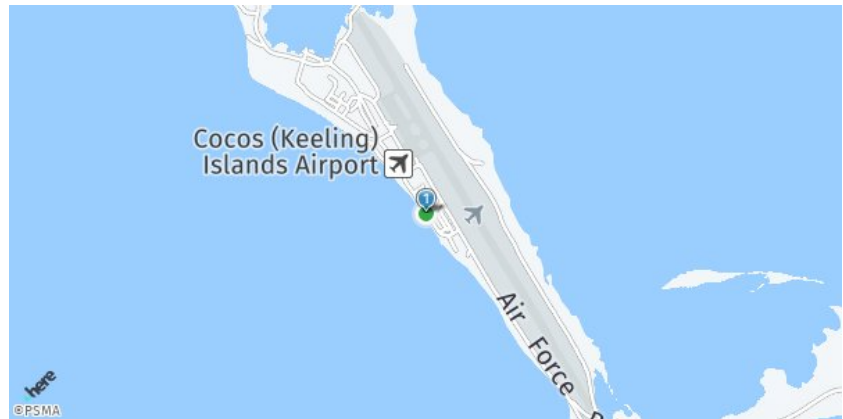 Cocos (Keeling)
Islands Airport
1
Air Force
here
©PSMA